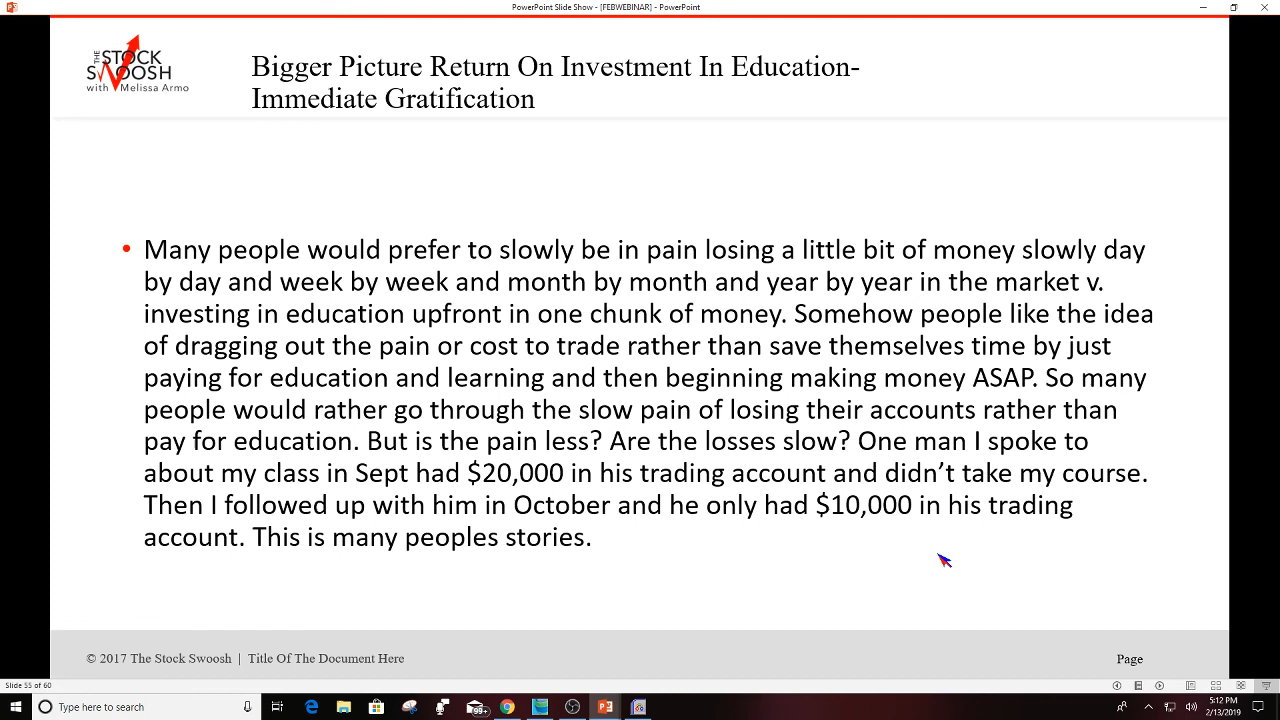 PowerPoint Slide Show - [FEBWEBINAR] - PowerPoint
THE STOCK
SWOOSH
with Melissa Armo
Bigger Picture Return On Investment In Education-
Immediate Gratification
• Many people would prefer to slowly be in pain losing a little bit of money slowly day
by day and week by week and month by month and year by year in the market v.
investing in education upfront in one chunk of money. Somehow people like the idea
of dragging out the pain or cost to trade rather than save themselves time by just
paying for education and learning and then beginning making money ASAP. So many
people would rather go through the slow pain of losing their accounts rather than
pay for education. But is the pain less? Are the losses slow? One man I spoke to
about my class in Sept had $20,000 in his trading account and didn’t take my course.
Then I followed up with him in October and he only had $10,000 in his trading
account. This is many peoples stories.
© 2017 The Stock Swoosh | Title Of The Document Here
Page
Slide 55 of 60
Type here to search
99+
5:12 PM
2/13/2019